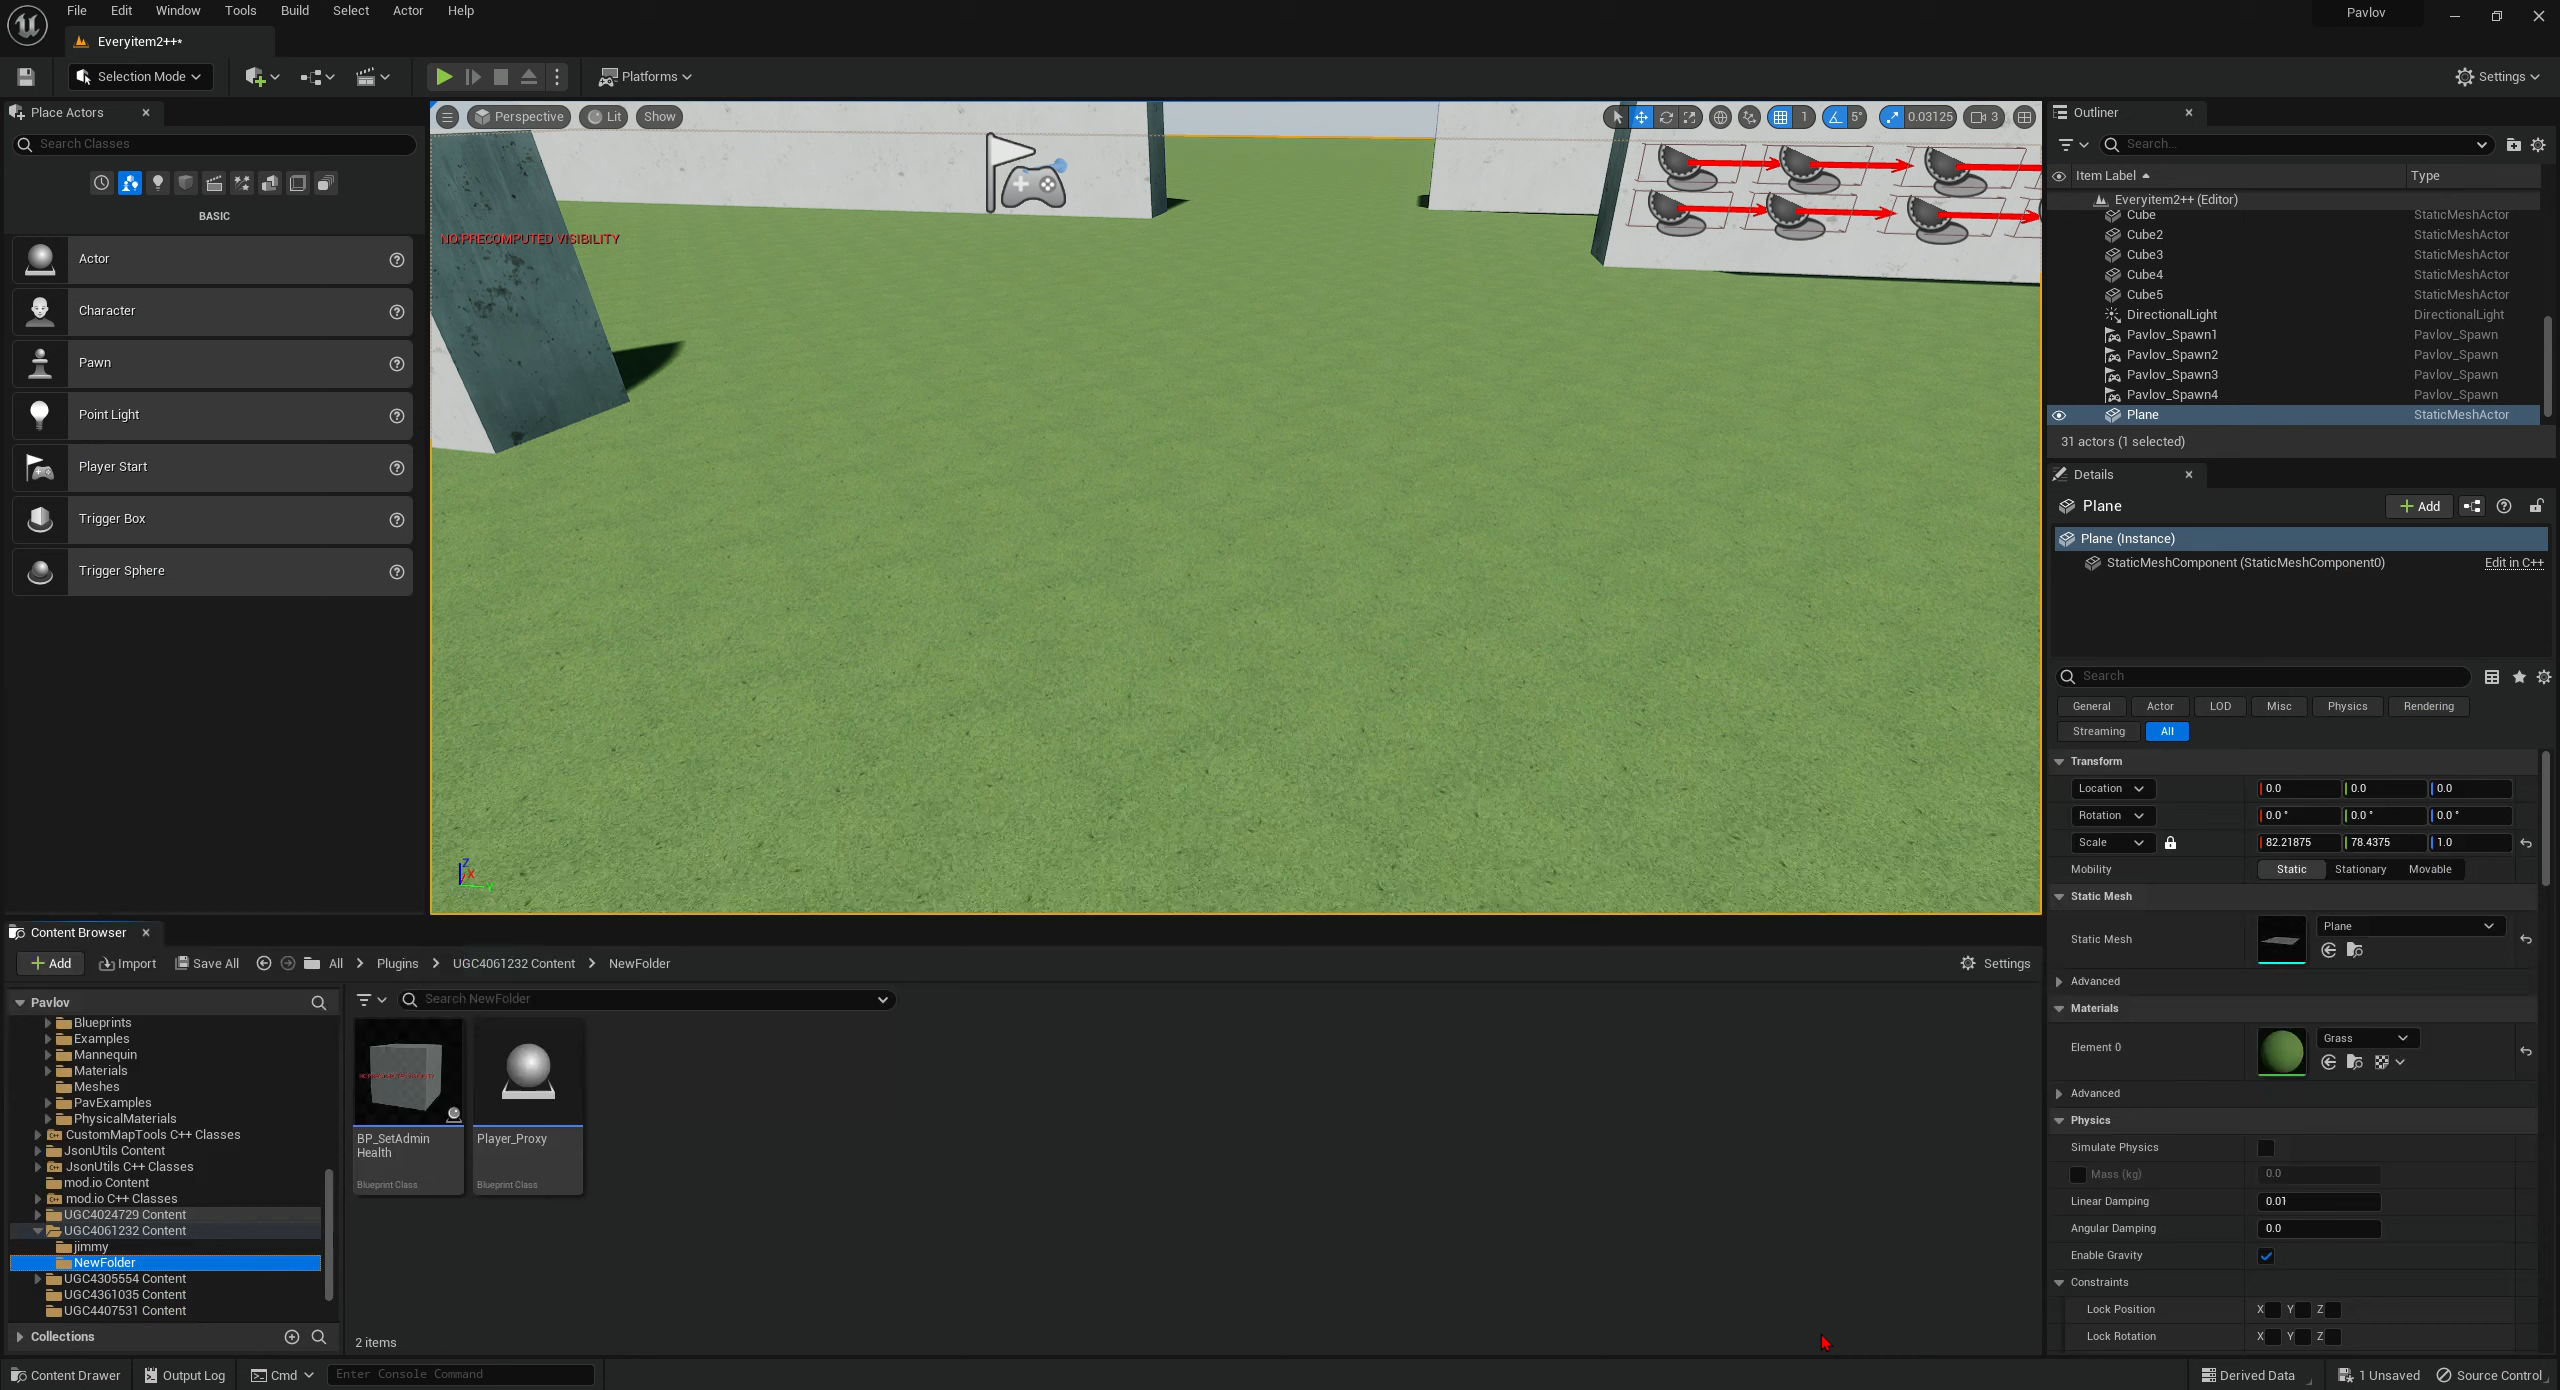 File Edit Window Tools Build Select Actor Help
Pavlov
Everyitem2++*
Selection Mode
Platforms
Settings
Place Actors
Search Classes
BASIC
Actor
Character
Pawn
Point Light
Player Start
Trigger Box
Trigger Sphere
Perspective
Lit
Show
1
5°
0.03125
3
NO PRECOMPUTED VISIBILITY
Z
X
Y
Outliner
Search...
Item Label
Type
Everyitem2++ (Editor)
Cube StaticMeshActor
Cube2 StaticMeshActor
Cube3 StaticMeshActor
Cube4 StaticMeshActor
Cube5 StaticMeshActor
DirectionalLight DirectionalLight
Pavlov_Spawn1 Pavlov_Spawn
Pavlov_Spawn2 Pavlov_Spawn
Pavlov_Spawn3 Pavlov_Spawn
Pavlov_Spawn4 Pavlov_Spawn
Plane StaticMeshActor
31 actors (1 selected)
Details
Plane
Add
Plane (Instance)
StaticMeshComponent (StaticMeshComponent0)
Edit in C++
Search
General Actor LOD Misc Physics Rendering
Streaming All
Transform
Location 0.0 0.0 0.0
Rotation 0.0 ° 0.0 ° 0.0 °
Scale 82.21875 78.4375 1.0
Mobility Static Stationary Movable
Static Mesh
Static Mesh Plane
Advanced
Materials
Element 0 Grass
Advanced
Physics
Simulate Physics
Mass (kg) 0.0
Linear Damping 0.01
Angular Damping 0.0
Enable Gravity
Constraints
Lock Position X Y Z
Lock Rotation X Y Z
Content Browser
Add
Import
Save All
All
Plugins
UGC4061232 Content
NewFolder
Settings
Pavlov
Blueprints
Examples
Mannequin
Materials
Meshes
PavExamples
PhysicalMaterials
CustomMapTools C++ Classes
JsonUtils Content
JsonUtils C++ Classes
mod.io Content
mod.io C++ Classes
UGC4024729 Content
UGC4061232 Content
jimmy
NewFolder
UGC4305554 Content
UGC4361035 Content
UGC4407531 Content
Collections
Search NewFolder
BP_SetAdmin
Health
Blueprint Class
Player_Proxy
Blueprint Class
2 items
Content Drawer
Output Log
Cmd
Enter Console Command
Derived Data
1 Unsaved
Source Control